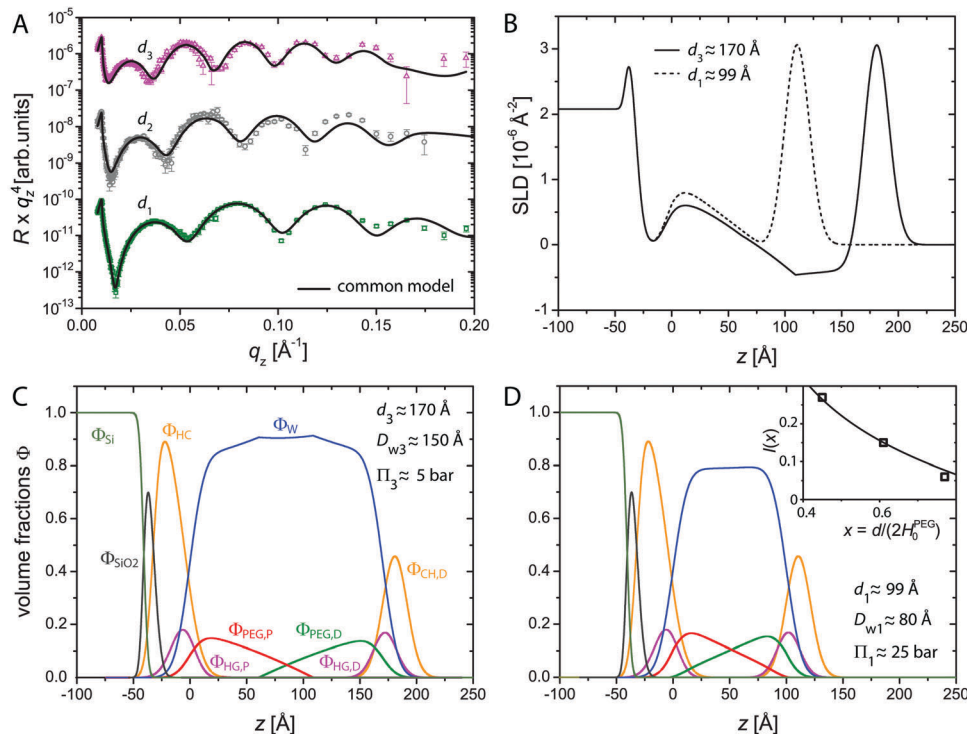 A
R x q_z^4 [arb.units]
10^-5
10^-6
10^-7
10^-8
10^-9
10^-10
10^-11
10^-12
10^-13
d_3
d_2
d_1
common model
0.00 0.05 0.10 0.15 0.20
q_z [Å^-1]
B
SLD [10^-6 Å^-2]
3
2
1
0
-1
d_3 ≈ 170 Å
d_1 ≈ 99 Å
-100 -50 0 50 100 150 200 250
z [Å]
C
volume fractions Φ
1.0
0.8
0.6
0.4
0.2
0.0
Φ_Si
Φ_HC
Φ_W
d_3 ≈ 170 Å
D_w3 ≈ 150 Å
Π_3 ≈ 5 bar
Φ_SiO2
Φ_CH,D
Φ_PEG,P
Φ_PEG,D
Φ_HG,P
Φ_HG,D
-100 -50 0 50 100 150 200 250
z [Å]
D
1.0
0.8
0.6
0.4
0.2
0.0
I(x)
0.3
0.1
0
0.4 0.6
x = d/(2H_0^PEG)
d_1 ≈ 99 Å
D_w1 ≈ 80 Å
Π_1 ≈ 25 bar
-100 -50 0 50 100 150 200 250
z [Å]